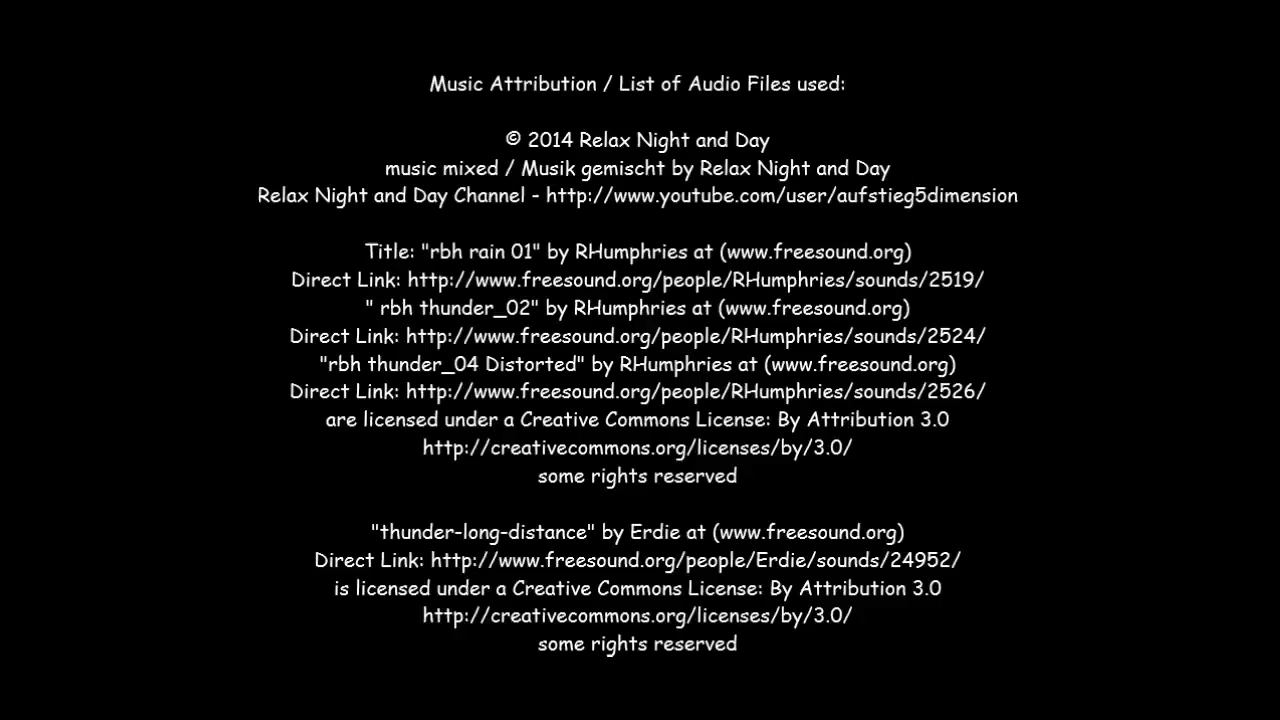 Music Attribution / List of Audio Files used:
© 2014 Relax Night and Day
music mixed / Musik gemischt by Relax Night and Day
Relax Night and Day Channel - http://www.youtube.com/user/aufstieg5dimension
Title: "rbh rain 01" by RHumphries at (www.freesound.org)
Direct Link: http://www.freesound.org/people/RHumphries/sounds/2519/
" rbh thunder_02" by RHumphries at (www.freesound.org)
Direct Link: http://www.freesound.org/people/RHumphries/sounds/2524/
"rbh thunder_04 Distorted" by RHumphries at (www.freesound.org)
Direct Link: http://www.freesound.org/people/RHumphries/sounds/2526/
are licensed under a Creative Commons License: By Attribution 3.0
http://creativecommons.org/licenses/by/3.0/
some rights reserved
"thunder-long-distance" by Erdie at (www.freesound.org)
Direct Link: http://www.freesound.org/people/Erdie/sounds/24952/
is licensed under a Creative Commons License: By Attribution 3.0
http://creativecommons.org/licenses/by/3.0/
some rights reserved